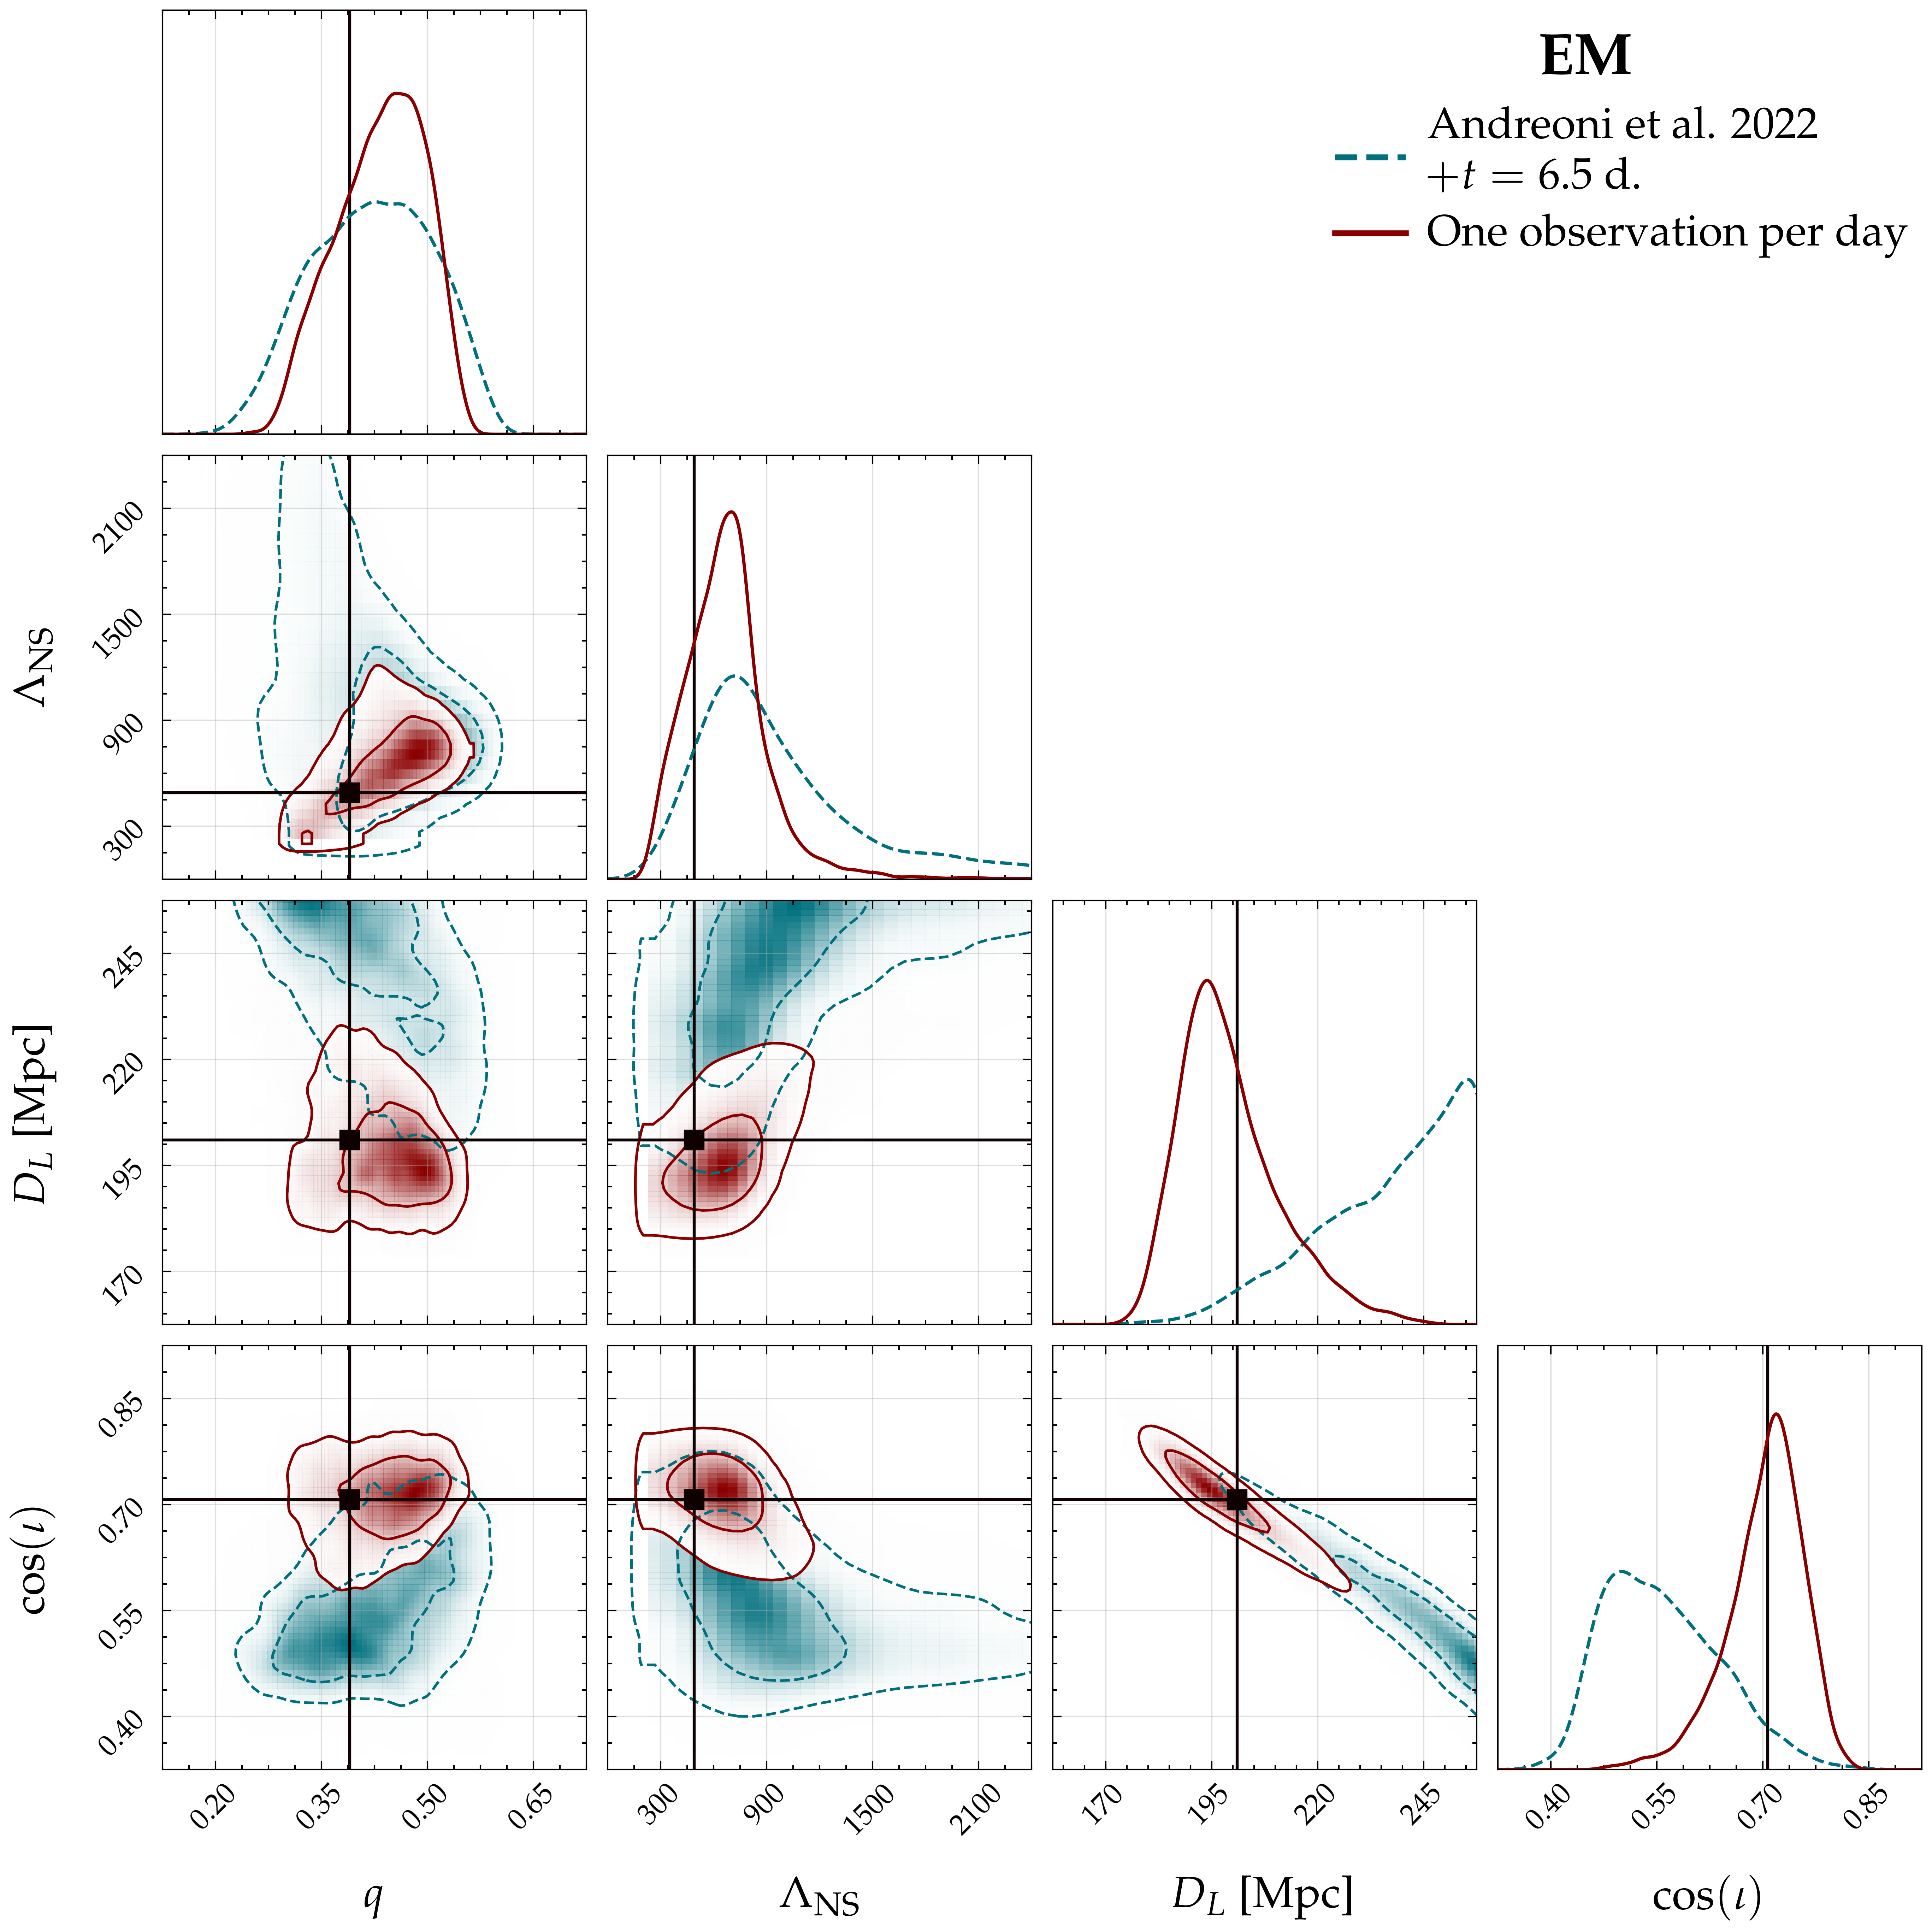 EM
Andreoni et al. 2022
+t = 6.5 d.
One observation per day
Λ_NS
2100
1500
900
300
D_L [Mpc]
245
220
195
170
cos(ι)
0.85
0.70
0.55
0.40
0.20
0.35
0.50
0.65
300
900
1500
2100
170
195
220
245
0.40
0.55
0.70
0.85
q
Λ_NS
D_L [Mpc]
cos(ι)